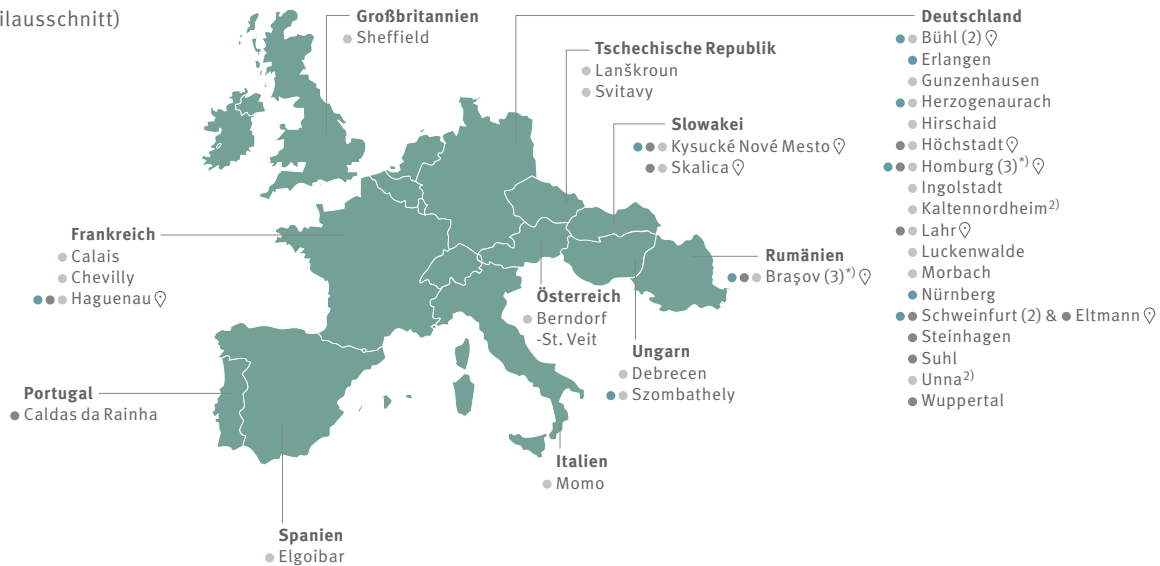 ilausschnitt)
Großbritannien
Sheffield
Tschechische Republik
Lanškroun
Svitavy
Slowakei
Kysucké Nové Mesto
Skalica
Deutschland
Bühl (2)
Erlangen
Gunzenhausen
Herzogenaurach
Hirschaid
Höchstadt
Homburg (3)*)
Ingolstadt
Kaltennordheim2)
Lahr
Luckenwalde
Morbach
Nürnberg
Schweinfurt (2) & Eltmann
Steinhagen
Suhl
Unna2)
Wuppertal
Frankreich
Calais
Chevilly
Haguenau
Rumänien
Braşov (3)*)
Österreich
Berndorf
-St. Veit
Ungarn
Debrecen
Szombathely
Portugal
Caldas da Rainha
Italien
Momo
Spanien
Elgoibar